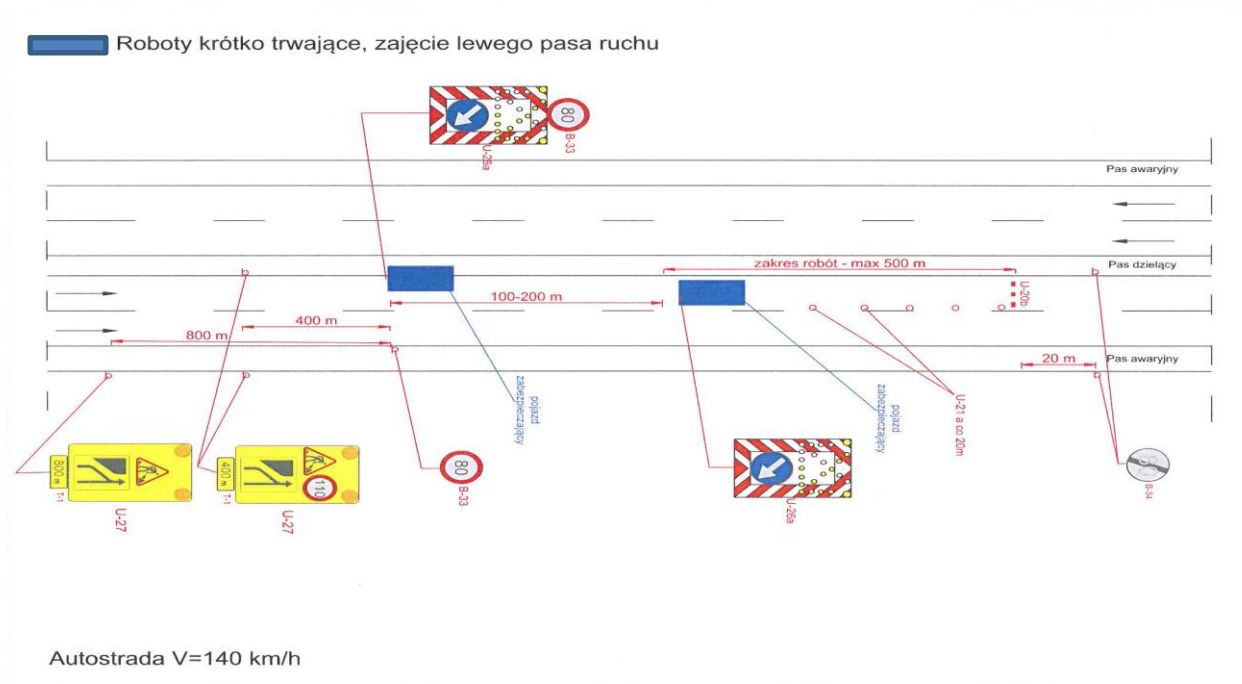 Roboty krótko trwające, zajęcie lewego pasa ruchu
80
B-33
U-26a
Pas awaryjny
zakres robót - max 500 m
Pas dzielący
100-200 m
U-20b
400 m
800 m
20 m
Pas awaryjny
pojazd
zabezpieczający
pojazd
zabezpieczający
U-21 a co 20m
800 m
T-1
U-27
400 m
T-1
110
U-27
80
B-33
U-26a
80
B-34
Autostrada V=140 km/h